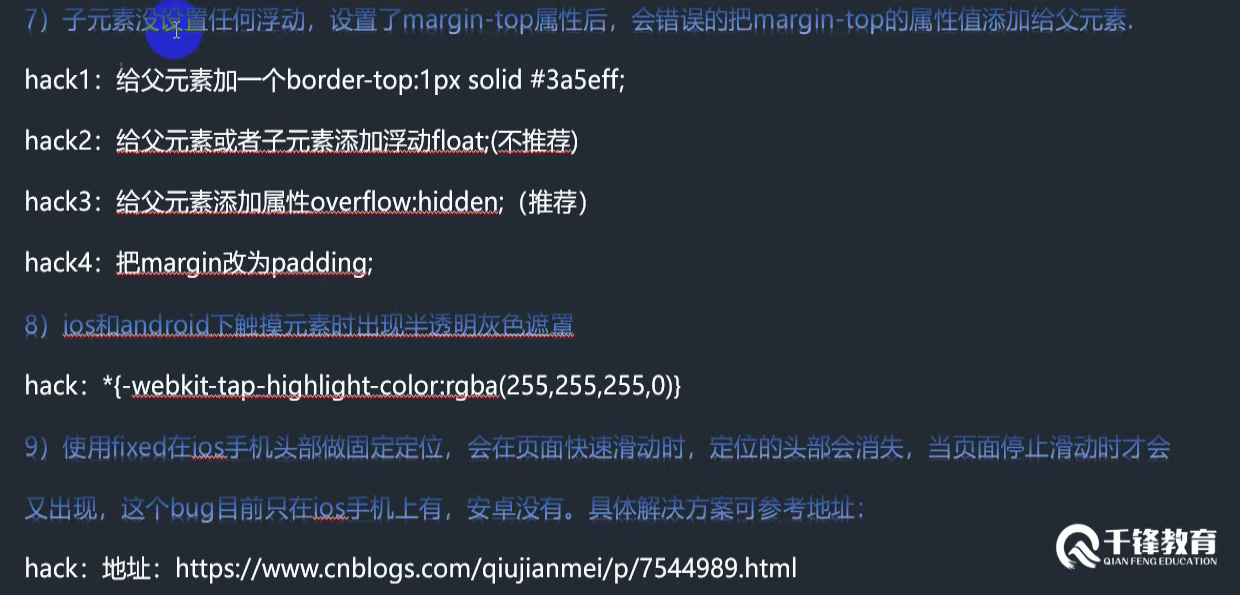 7）子元素没设置任何浮动，设置了margin-top属性后，会错误的把margin-top的属性值添加给父元素.
hack1：给父元素加一个border-top:1px solid #3a5eff;
hack2：给父元素或者子元素添加浮动float;(不推荐)
hack3：给父元素添加属性overflow:hidden;（推荐）
hack4：把margin改为padding;
8）ios和android下触摸元素时出现半透明灰色遮罩
hack：*{-webkit-tap-highlight-color:rgba(255,255,255,0)}
9）使用fixed在ios手机头部做固定定位，会在页面快速滑动时，定位的头部会消失，当页面停止滑动时才会
又出现，这个bug目前只在ios手机上有，安卓没有。具体解决方案可参考地址：
hack：地址：https://www.cnblogs.com/qiujianmei/p/7544989.html
千锋教育
QIAN FENG EDUCATION